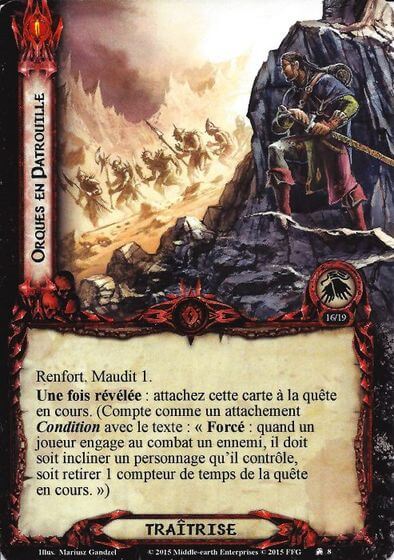 ORQUES EN PATROUILLE
16/19
Renfort, Maudit 1.
Une fois révélée : attachez cette carte à la quête
en cours. (Compte comme un attachement
Condition avec le texte : « Forcé : quand un
joueur engage au combat un ennemi, il doit
soit incliner un personnage qu'il contrôle,
soit retirer 1 compteur de temps de la quête
en cours. »)
TRAÎTRISE
Illus. Mariusz Gandzel © 2015 Middle-earth Enterprises © 2015 FFG 8